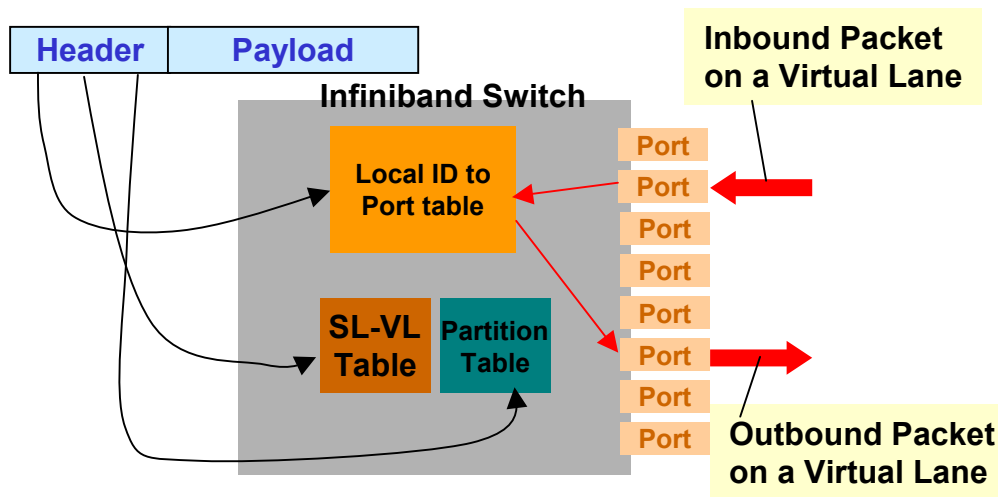 Header
Payload
Inbound Packet
on a Virtual Lane
Infiniband Switch
Local ID to
Port table
SL-VL
Table
Partition
Table
Port
Port
Port
Port
Port
Port
Port
Port
Outbound Packet
on a Virtual Lane